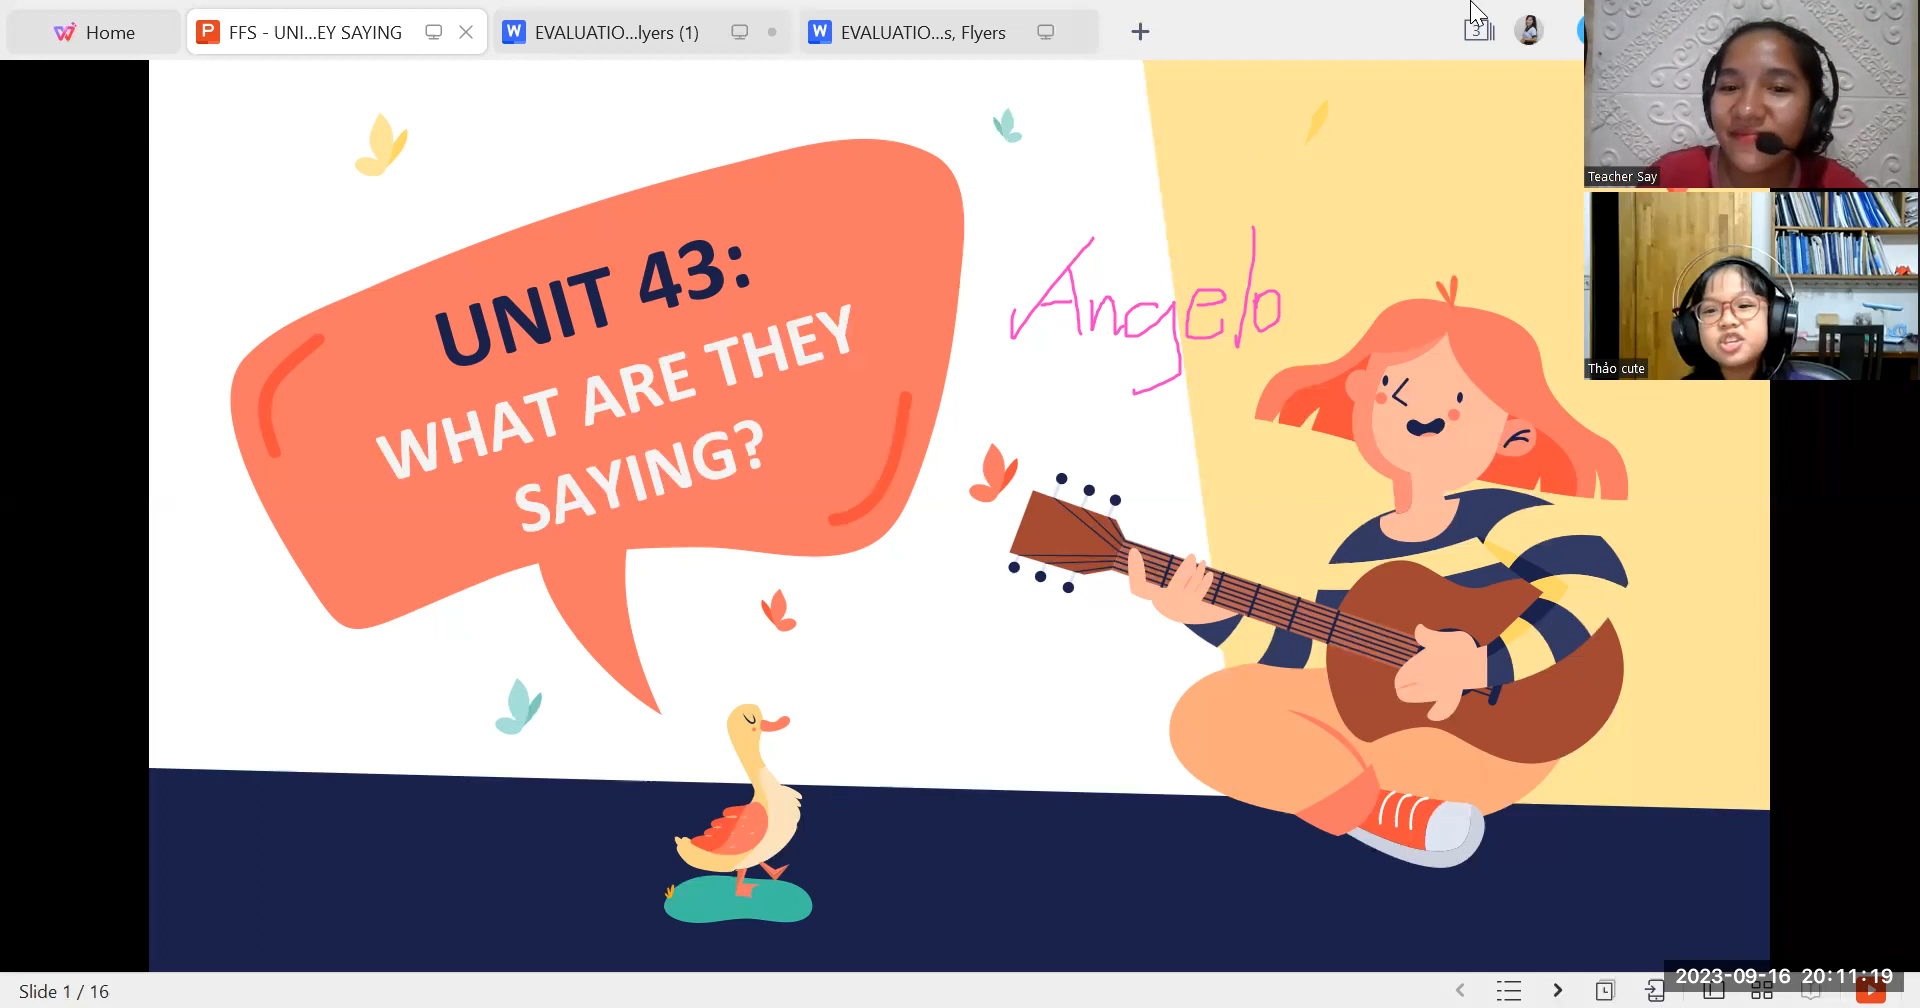 Home
FFS - UNI...EY SAYING
EVALUATIO...lyers (1)
EVALUATIO...s, Flyers
3
Teacher Say
Thảo cute
UNIT 43:
WHAT ARE THEY
SAYING?
Angelo
Slide 1 / 16
2023-09-16 20:11:19